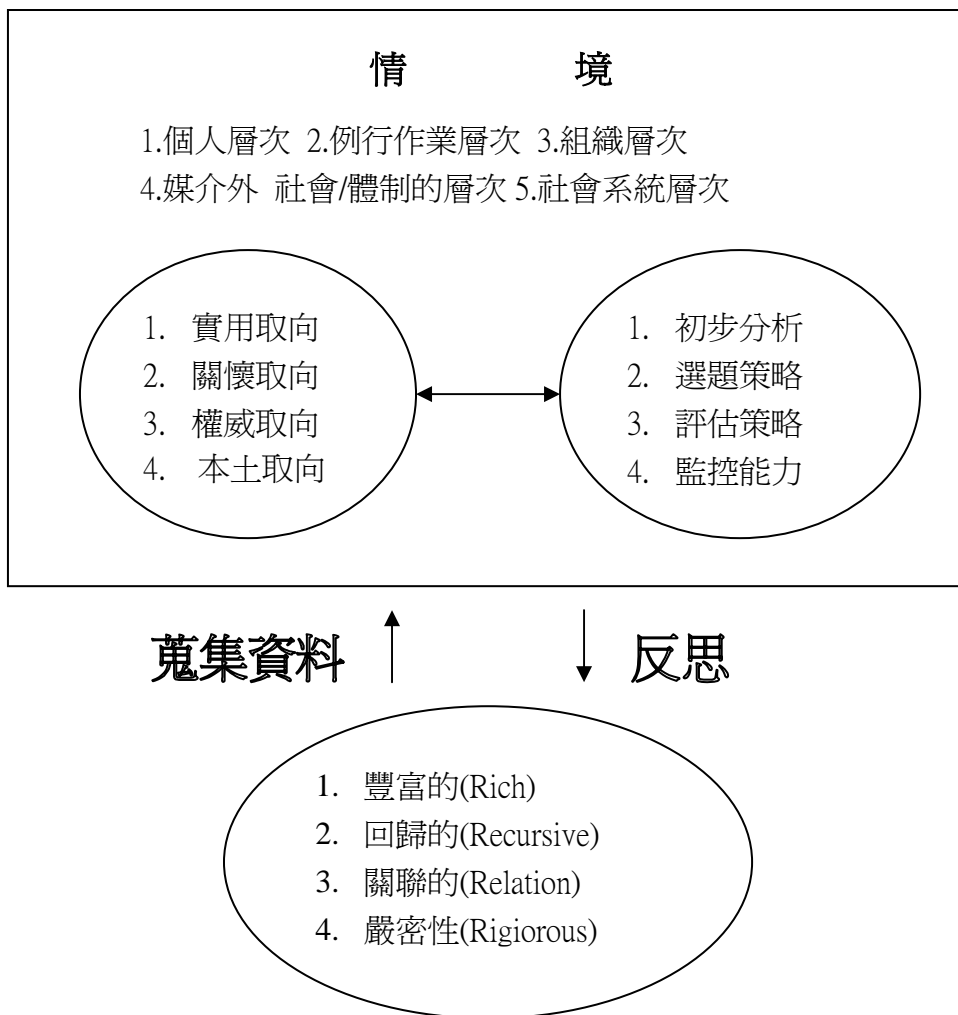 情 境
1.個人層次 2.例行作業層次 3.組織層次
4.媒介外 社會/體制的層次 5.社會系統層次
1. 實用取向
2. 關懷取向
3. 權威取向
4. 本土取向
1. 初步分析
2. 選題策略
3. 評估策略
4. 監控能力
蒐集資料
反思
1. 豐富的(Rich)
2. 回歸的(Recursive)
3. 關聯的(Relation)
4. 嚴密性(Rigiorous)